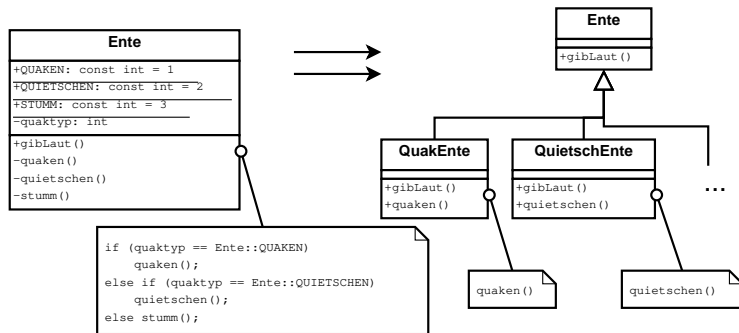 Ente
+QUAKEN: const int = 1
+QUIETSCHEN: const int = 2
+STUMM: const int = 3
-quaktyp: int
+gibLaut()
-quaken()
-quietschen()
-stumm()
if (quaktyp == Ente::QUAKEN)
quaken();
else if (quaktyp == Ente::QUIETSCHEN)
quietschen();
else stumm();
Ente
+gibLaut()
QuakEnte
+gibLaut()
+quaken()
QuietschEnte
+gibLaut()
+quietschen()
...
quaken()
quietschen()